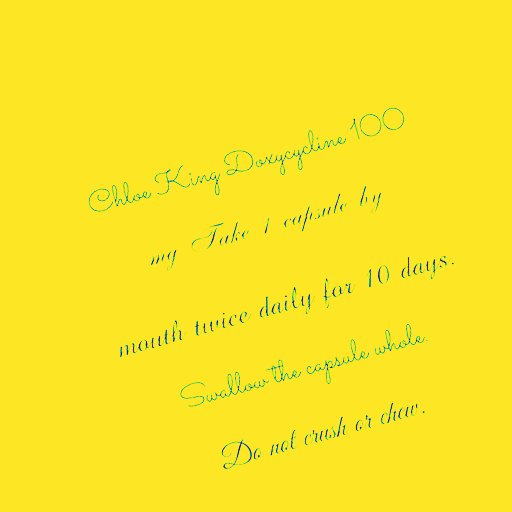 Chloe King Doxycycline 100
mg Take 1 capsule by
mouth twice daily for 10 days.
Swallow the capsule whole.
Do not crush or chew.